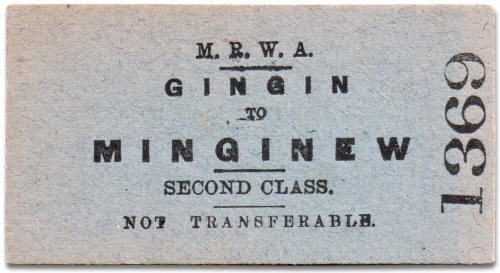 M. R. W. A.
GINGIN
TO
MINGINEW
SECOND CLASS.
NOT TRANSFERABLE.
1369